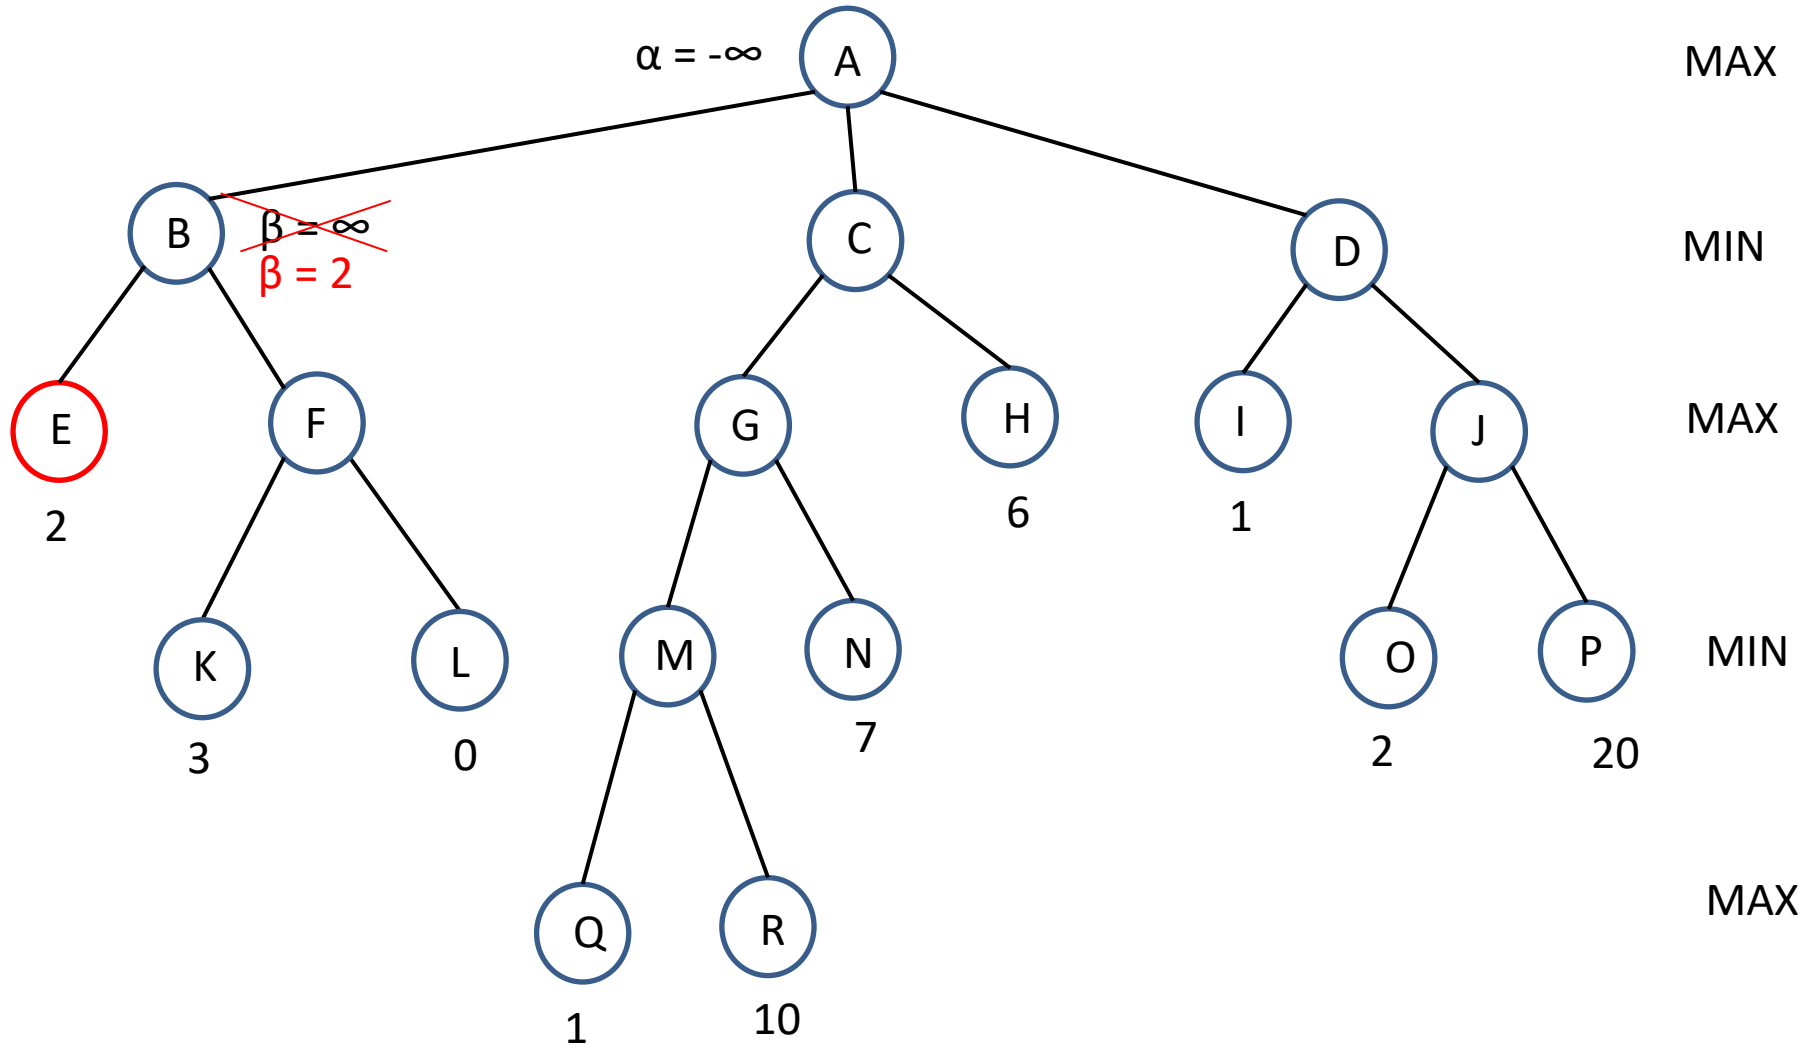 α = -∞
A
MAX
B
β = ∞
β = 2
C
D
MIN
E
F
G
H
I
J
MAX
2
6
1
K
L
M
N
O
P
MIN
3
0
7
2
20
Q
R
MAX
1
10